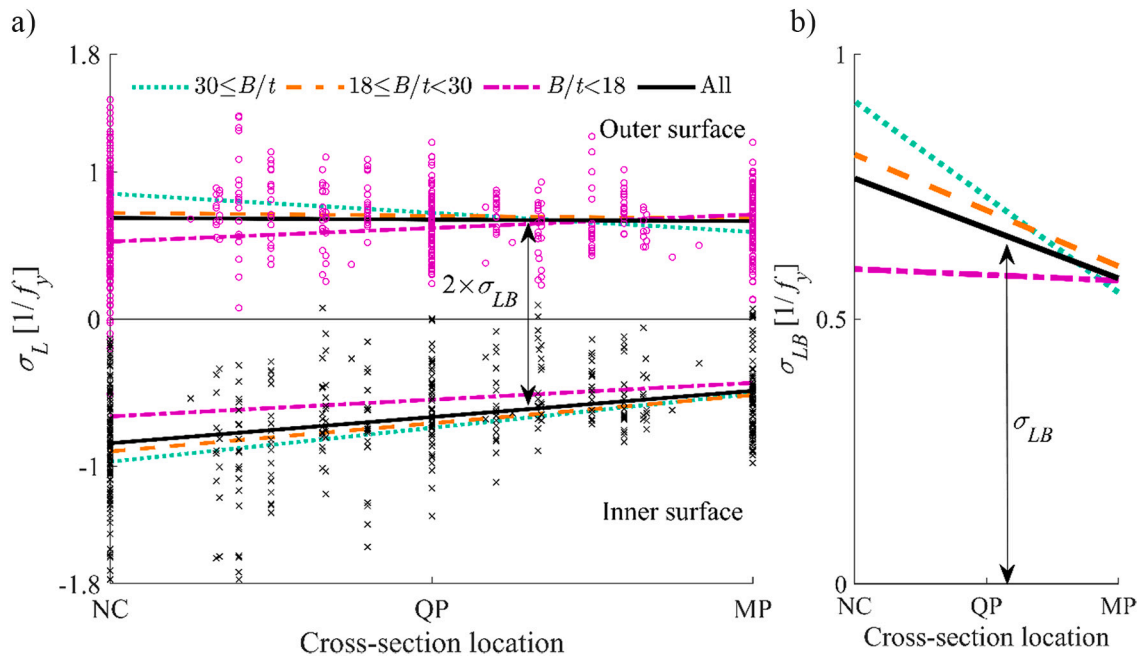 a)
1.8
30≤B/t 18≤B/t<30 B/t<18 All
Outer surface
1
σ_L [1/f_y]
2×σ_LB
0
-1
Inner surface
-1.8
NC QP MP
Cross-section location
b)
1
σ_LB [1/f_y]
0.5
σ_LB
0
NC QP MP
Cross-section location